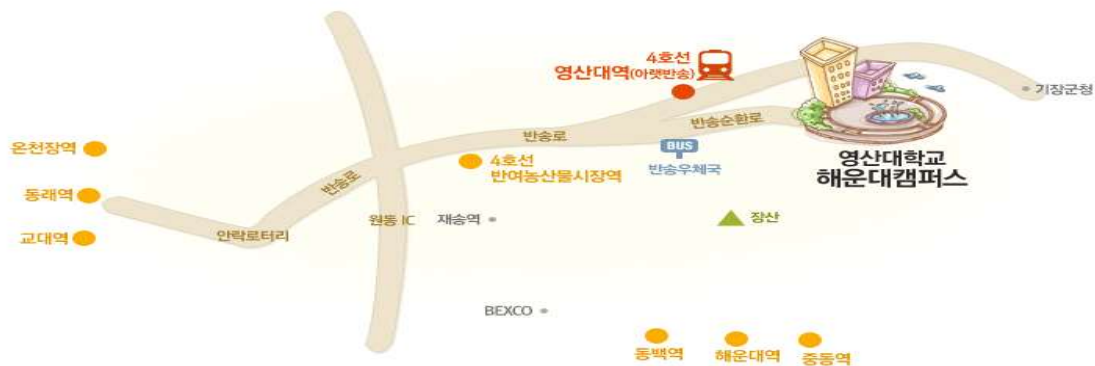 4호선
영산대역(아랫반송)
기장군청
반송순환로
반송로
BUS
반송우체국
영산대학교
해운대캠퍼스
온천장역
4호선
반여농산물시장역
반송로
동래역
교대역
안락로터리
원동 IC
재송역
장산
BEXCO
동백역
해운대역
중동역